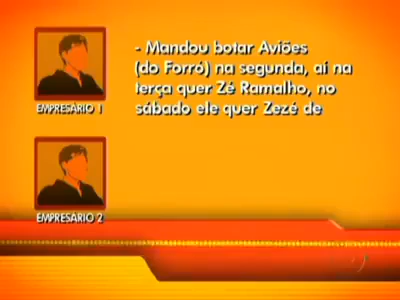 - Mandou botar Aviões
(do Forró) na segunda, aí na
terça quer Zé Ramalho, no
sábado ele quer Zezé de
EMPRESÁRIO 1
EMPRESÁRIO 2